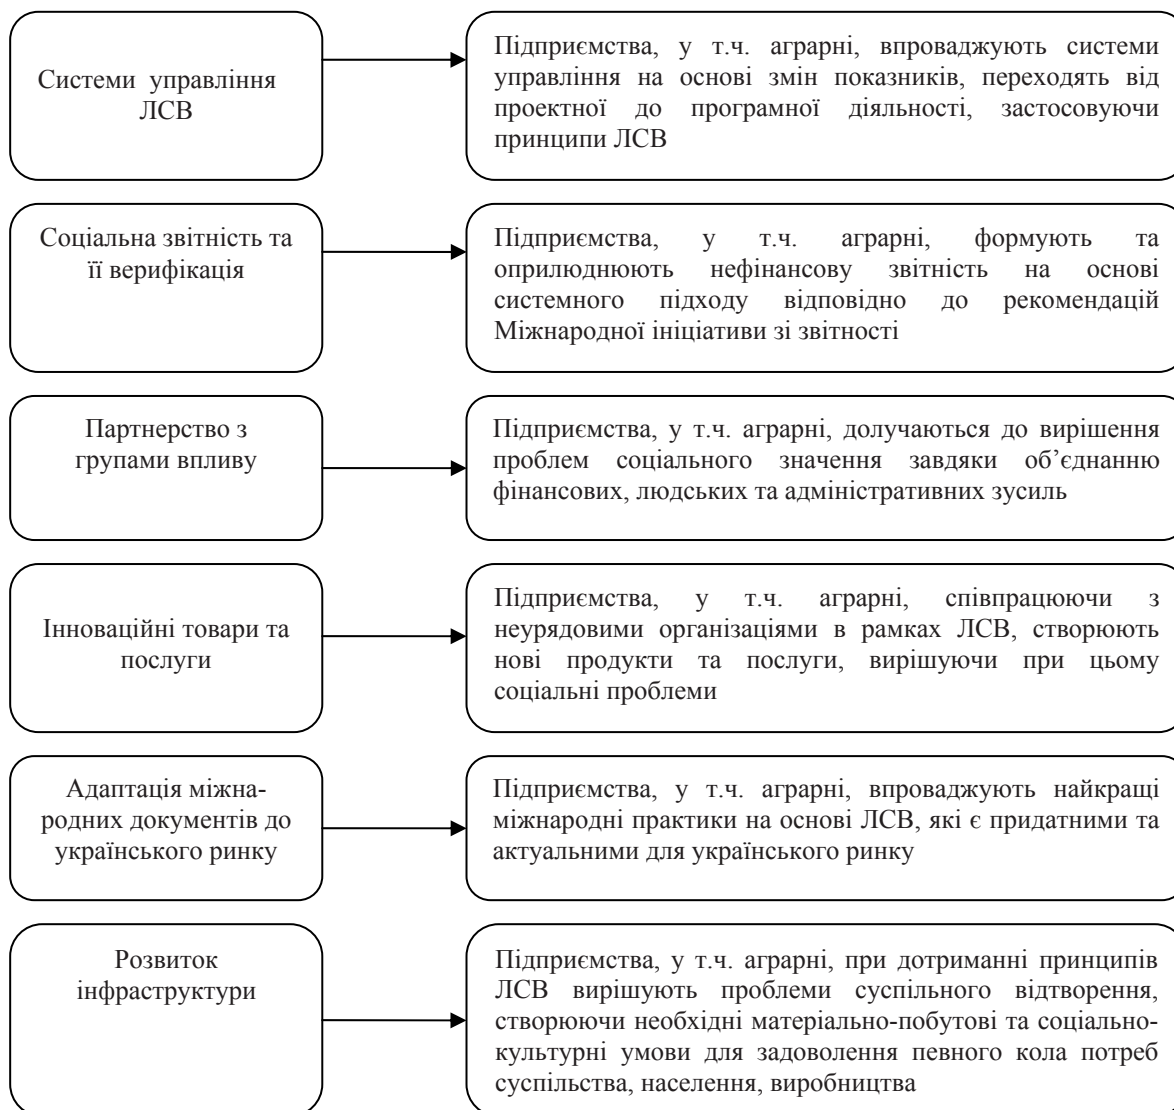 Системи управління
ЛСВ
Підприємства, у т.ч. аграрні, впроваджують системи
управління на основі змін показників, переходять від
проектної до програмної діяльності, застосовуючи
принципи ЛСВ
Соціальна звітність та
її верифікація
Підприємства, у т.ч. аграрні, формують та
оприлюднюють нефінансову звітність на основі
системного підходу відповідно до рекомендацій
Міжнародної ініціативи зі звітності
Партнерство з
групами впливу
Підприємства, у т.ч. аграрні, долучаються до вирішення
проблем соціального значення завдяки об’єднанню
фінансових, людських та адміністративних зусиль
Інноваційні товари та
послуги
Підприємства, у т.ч. аграрні, співпрацюючи з
неурядовими організаціями в рамках ЛСВ, створюють
нові продукти та послуги, вирішуючи при цьому
соціальні проблеми
Адаптація міжна-
родних документів до
українського ринку
Підприємства, у т.ч. аграрні, впроваджують найкращі
міжнародні практики на основі ЛСВ, які є придатними та
актуальними для українського ринку
Розвиток
інфраструктури
Підприємства, у т.ч. аграрні, при дотриманні принципів
ЛСВ вирішують проблеми суспільного відтворення,
створюючи необхідні матеріально-побутові та соціально-
культурні умови для задоволення певного кола потреб
суспільства, населення, виробництва